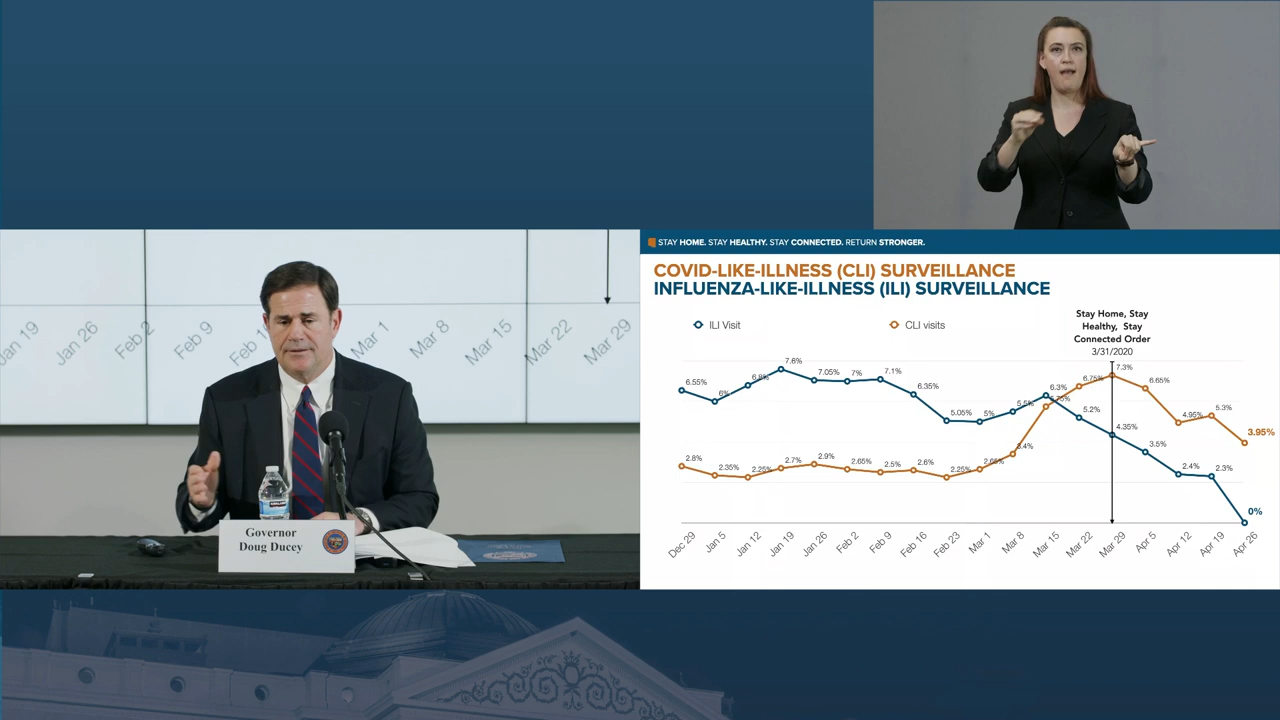 STAY HOME. STAY HEALTHY. STAY CONNECTED. RETURN STRONGER.
COVID-LIKE-ILLNESS (CLI) SURVEILLANCE
INFLUENZA-LIKE-ILLNESS (ILI) SURVEILLANCE
ILI Visit
CLI visits
Stay Home, Stay
Healthy, Stay
Connected Order
3/31/2020
6.55% 6% 6.8% 7.6% 7.05% 7% 7.1% 6.35% 5.05% 5% 5.5% 6.3% 5.2% 4.35% 3.5% 2.4% 2.3% 0%
2.8% 2.35% 2.25% 2.7% 2.9% 2.65% 2.5% 2.6% 2.25% 2.65% 3.4% 5.75% 6.75% 7.3% 6.65% 4.95% 5.3% 3.95%
Dec 29 Jan 5 Jan 12 Jan 19 Jan 26 Feb 2 Feb 9 Feb 16 Feb 23 Mar 1 Mar 8 Mar 15 Mar 22 Mar 29 Apr 5 Apr 12 Apr 19 Apr 26
Jan 19 Jan 26 Feb 2 Feb 9 Feb Mar 1 Mar 8 Mar 15 Mar 22 Mar 29
Governor
Doug Ducey